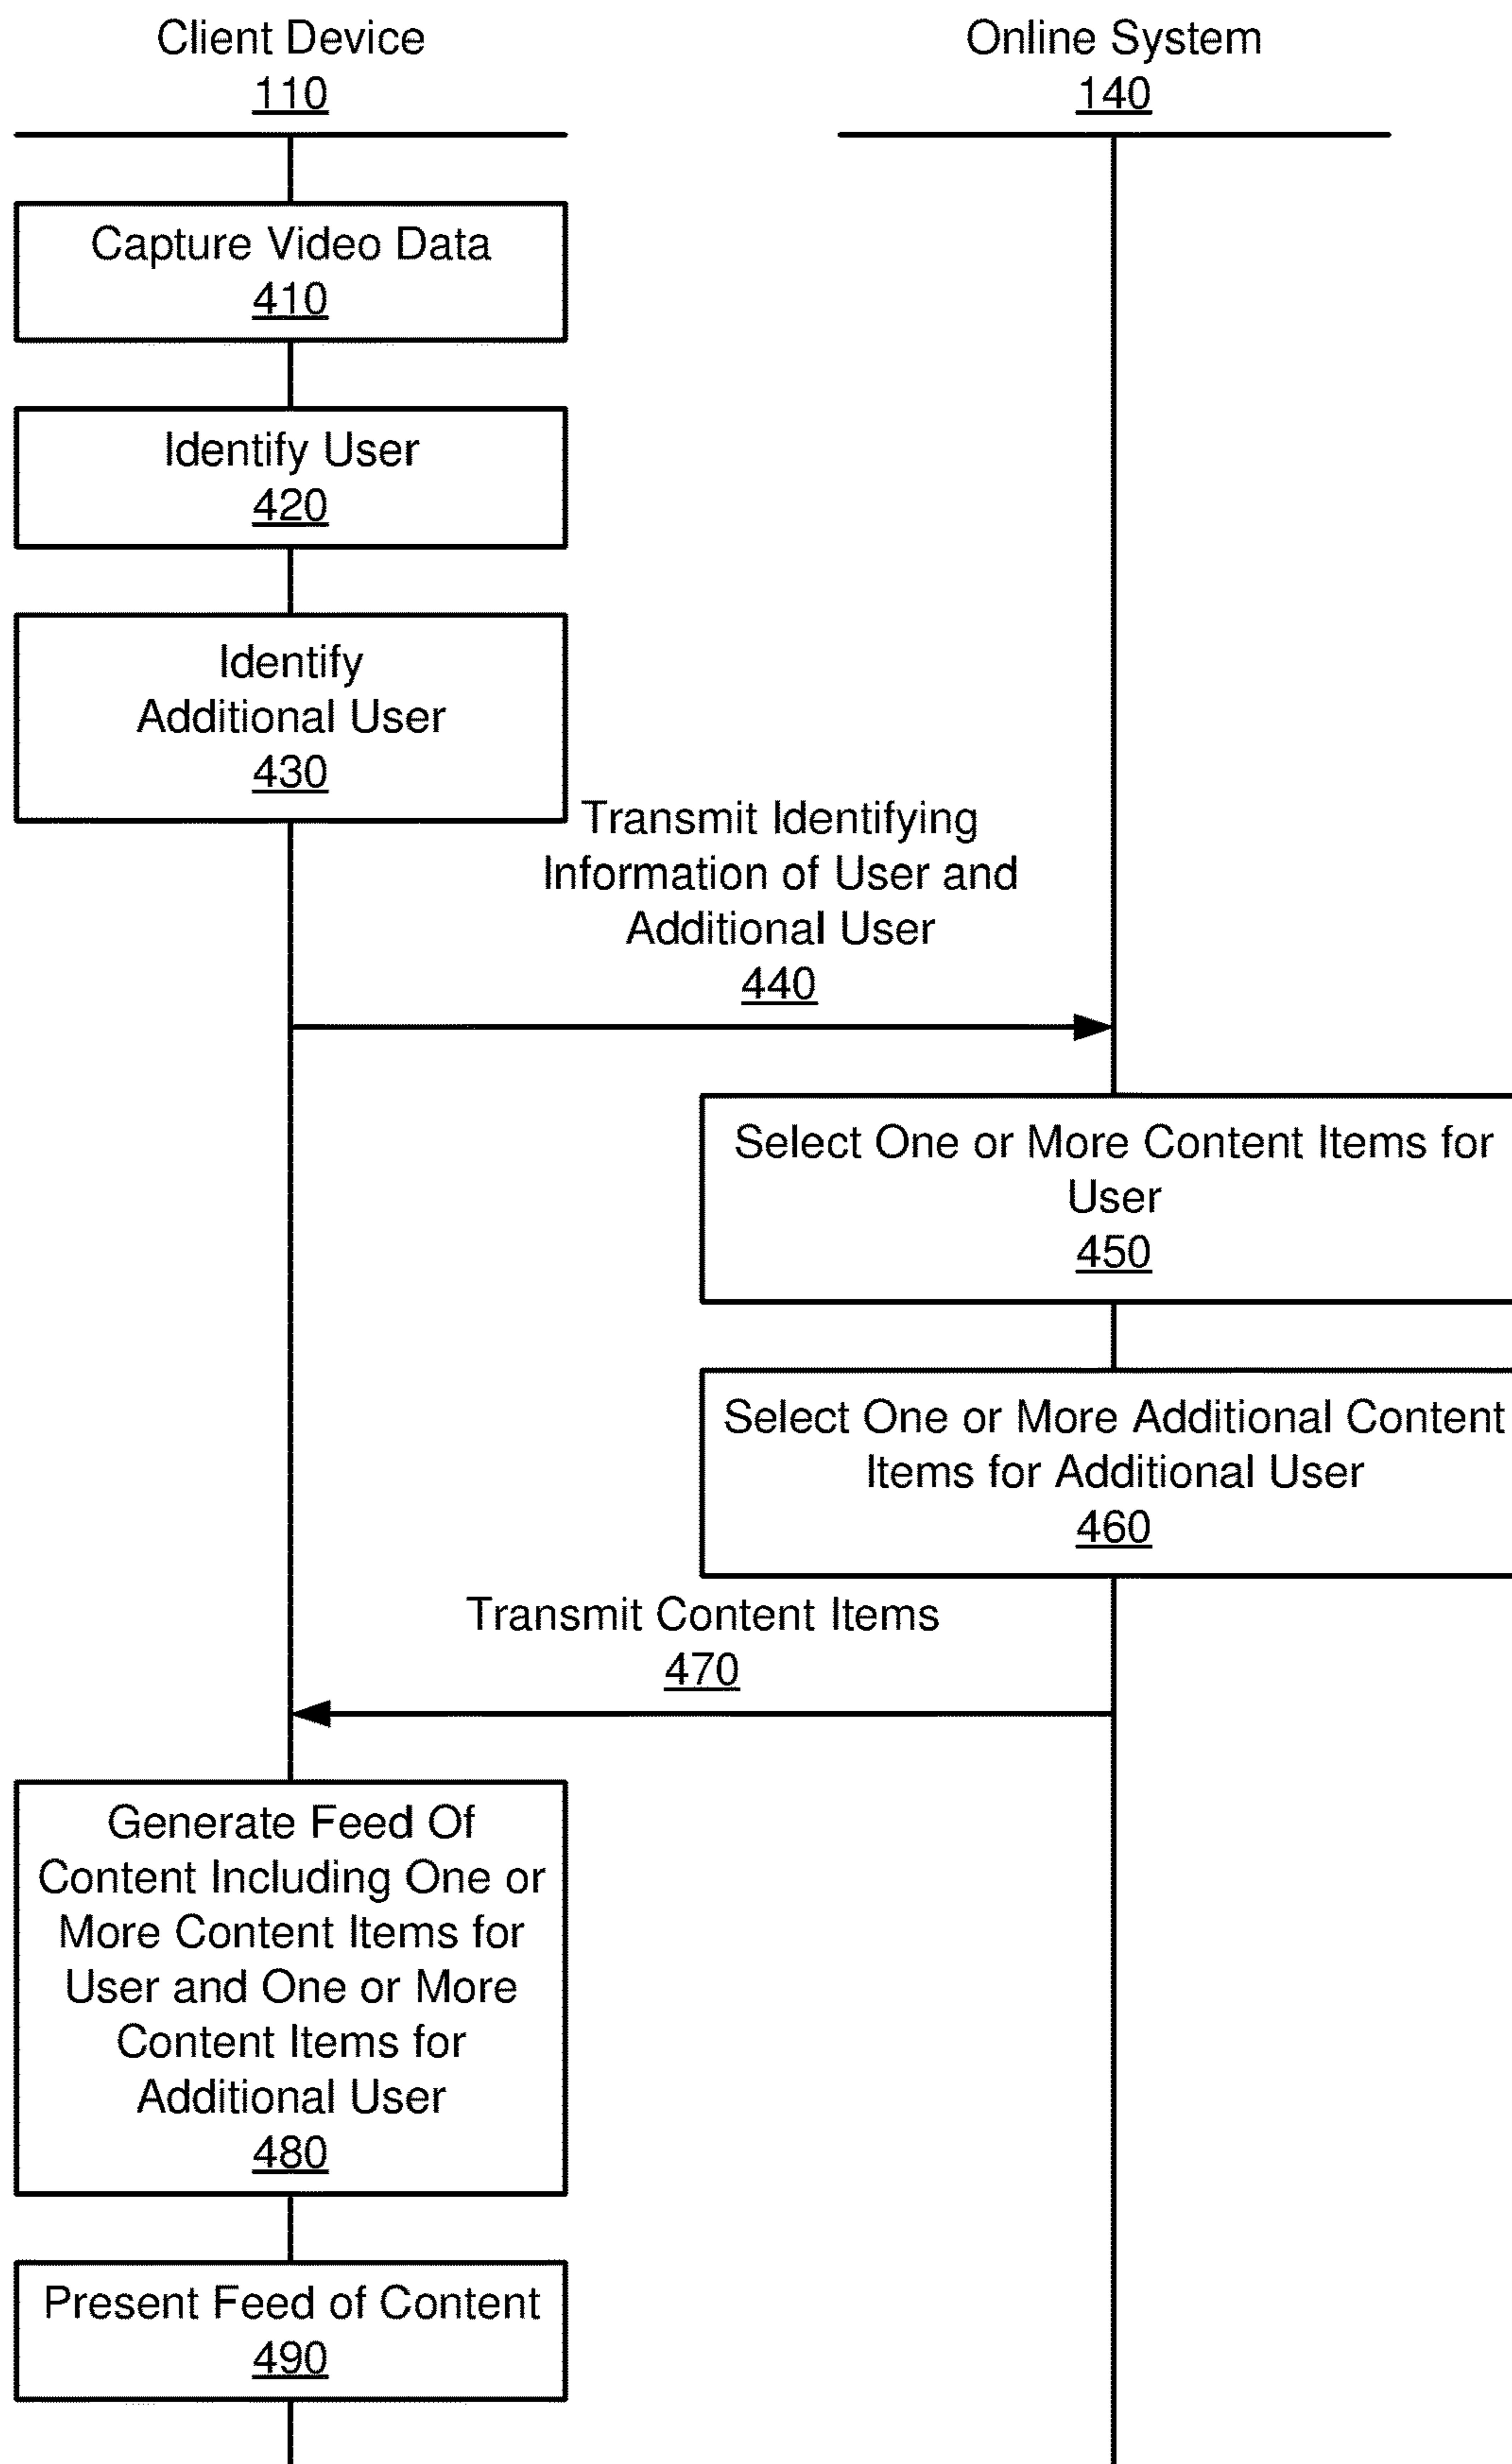 Client Device
110
Online System
140
Capture Video Data
410
Identify User
420
Identify
Additional User
430
Transmit Identifying
Information of User and
Additional User
440
Select One or More Content Items for
User
450
Select One or More Additional Content
Items for Additional User
460
Transmit Content Items
470
Generate Feed Of
Content Including One or
More Content Items for
User and One or More
Content Items for
Additional User
480
Present Feed of Content
490